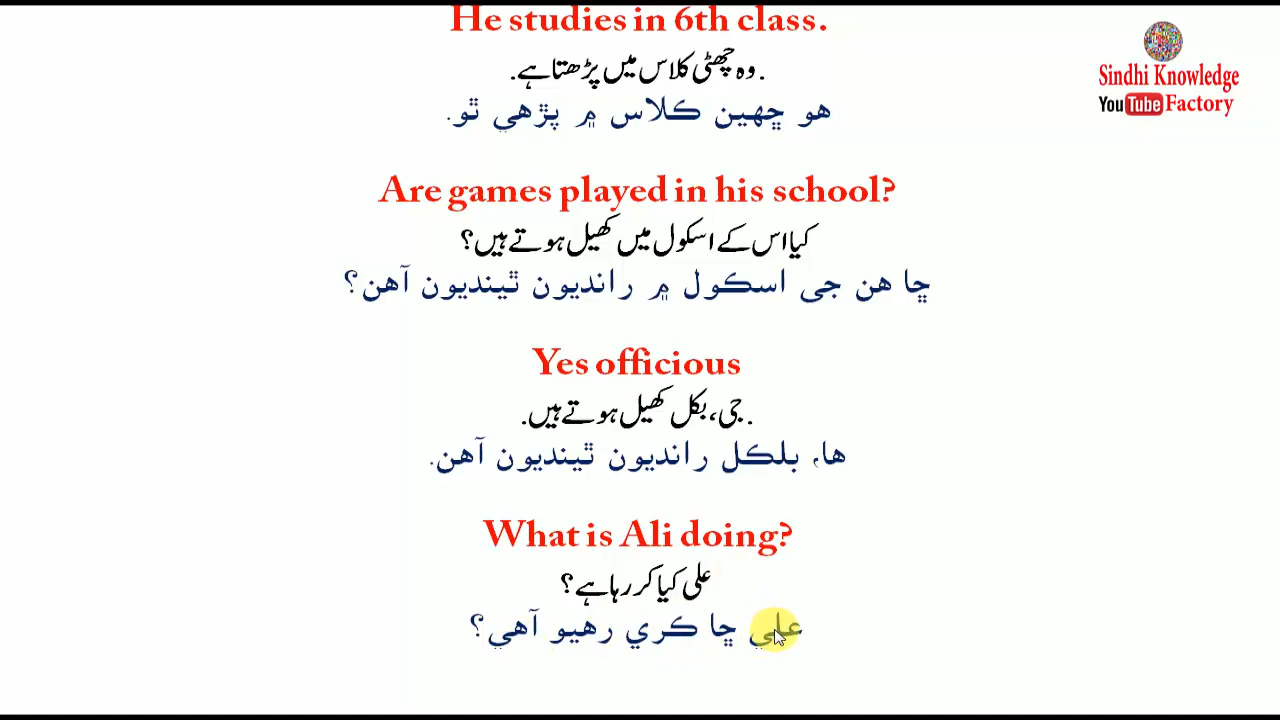 He studies in 6th class.
وہ چھٹی کلاس میں پڑھتا ہے.
هو ڇهين ڪلاس ۾ پڙهي ٿو.
Sindhi Knowledge
YouTube Factory
Are games played in his school?
کیا اس کے اسکول میں کھیل ہوتے ہیں؟
ڇا هن جي اسڪول ۾ رانديون ٿينديون آهن؟
Yes officious
جی، بکل کھیل ہوتے ہیں.
ها، بلڪل رانديون ٿينديون آهن.
What is Ali doing?
علی کیا کر رہا ہے؟
علي ڇا ڪري رهيو آهي؟